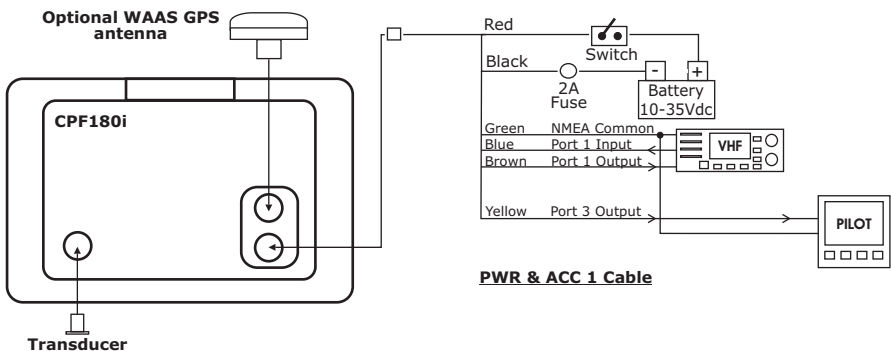 Optional WAAS GPS
antenna
CPF180i
Transducer
Red
Switch
Black
2A
Fuse
- +
Battery
10-35Vdc
Green NMEA Common
Blue Port 1 Input
Brown Port 1 Output
VHF
Yellow Port 3 Output
PILOT
PWR & ACC 1 Cable